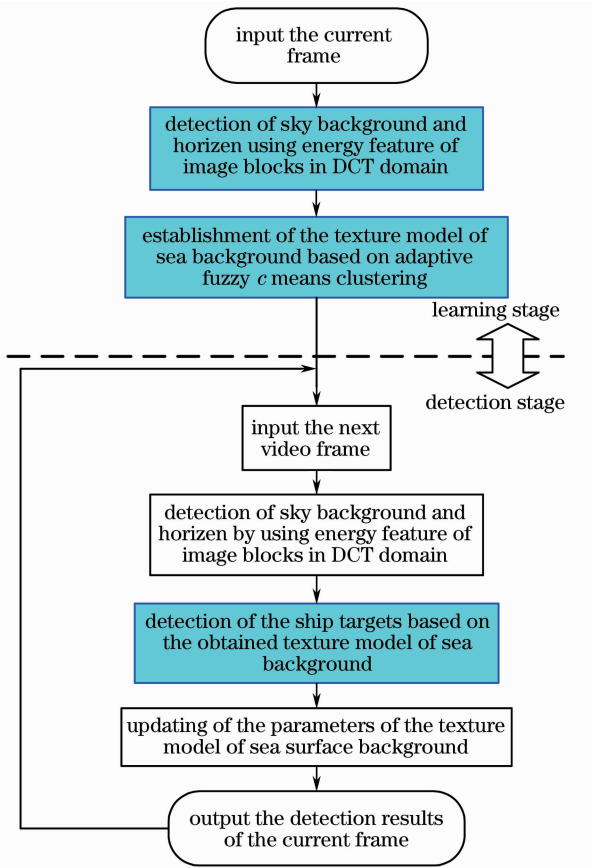 input the current
frame
detection of sky background and
horizen using energy feature of
image blocks in DCT domain
establishment of the texture model of
sea background based on adaptive
fuzzy c means clustering
learning stage
detection stage
input the next
video frame
detection of sky background and
horizen by using energy feature of
image blocks in DCT domain
detection of the ship targets based on
the obtained texture model of sea
background
updating of the parameters of the texture
model of sea surface background
output the detection results
of the current frame